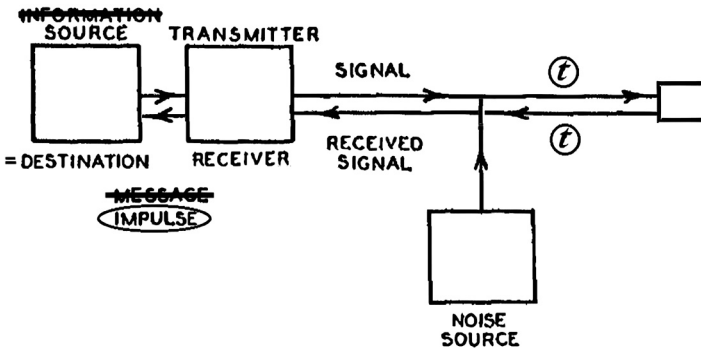 INFORMATION
SOURCE
TRANSMITTER
SIGNAL
t
= DESTINATION
RECEIVER
RECEIVED
SIGNAL
t
MESSAGE
IMPULSE
NOISE
SOURCE